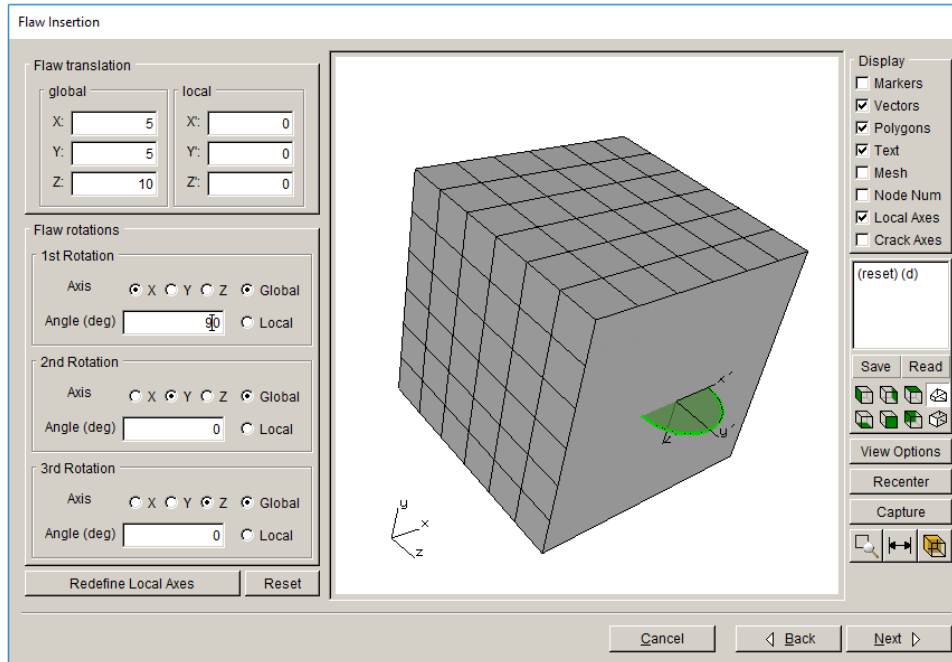 Flaw Insertion
Flaw translation
global
local
X: 5
X': 0
Y: 5
Y': 0
Z: 10
Z': 0
Flaw rotations
1st Rotation
Axis X Y Z Global
Angle (deg) 90 Local
2nd Rotation
Axis X Y Z Global
Angle (deg) 0 Local
3rd Rotation
Axis X Y Z Global
Angle (deg) 0 Local
Redefine Local Axes Reset
x'
y'
y
x
z
Display
Markers
Vectors
Polygons
Text
Mesh
Node Num
Local Axes
Crack Axes
(reset) (d)
Save Read
View Options
Recenter
Capture
Cancel Back Next